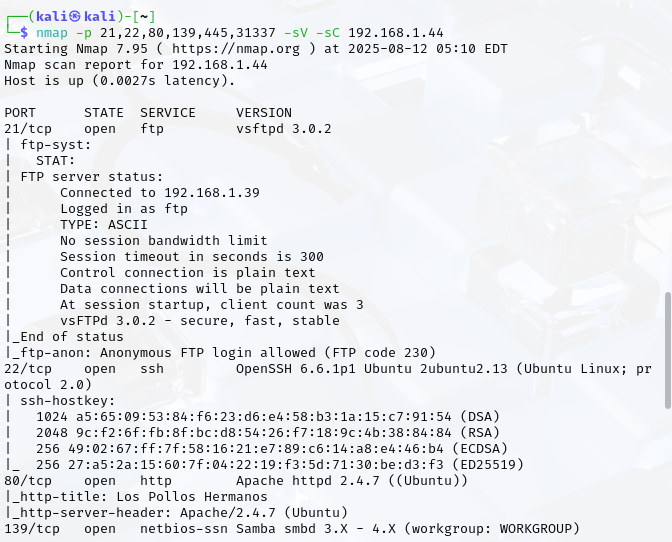 ┌──(kali㉿kali)-[~]
└─$ nmap -p 21,22,80,139,445,31337 -sV -sC 192.168.1.44
Starting Nmap 7.95 ( https://nmap.org ) at 2025-08-12 05:10 EDT
Nmap scan report for 192.168.1.44
Host is up (0.0027s latency).

PORT      STATE  SERVICE     VERSION
21/tcp    open   ftp         vsftpd 3.0.2
| ftp-syst:
|   STAT:
| FTP server status:
|      Connected to 192.168.1.39
|      Logged in as ftp
|      TYPE: ASCII
|      No session bandwidth limit
|      Session timeout in seconds is 300
|      Control connection is plain text
|      Data connections will be plain text
|      At session startup, client count was 3
|      vsFTPd 3.0.2 - secure, fast, stable
|_End of status
|_ftp-anon: Anonymous FTP login allowed (FTP code 230)
22/tcp    open   ssh         OpenSSH 6.6.1p1 Ubuntu 2ubuntu2.13 (Ubuntu Linux; pr
otocol 2.0)
| ssh-hostkey:
|   1024 a5:65:09:53:84:f6:23:d6:e4:58:b3:1a:15:c7:91:54 (DSA)
|   2048 9c:f2:6f:fb:8f:bc:d8:54:26:f7:18:9c:4b:38:84:84 (RSA)
|   256 49:02:67:ff:7f:58:16:21:e7:89:c6:14:a8:e4:46:b4 (ECDSA)
|_  256 27:a5:2a:15:60:7f:04:22:19:f3:5d:71:30:be:d3:f3 (ED25519)
80/tcp    open   http        Apache httpd 2.4.7 ((Ubuntu))
|_http-title: Los Pollos Hermanos
|_http-server-header: Apache/2.4.7 (Ubuntu)
139/tcp   open   netbios-ssn Samba smbd 3.X - 4.X (workgroup: WORKGROUP)